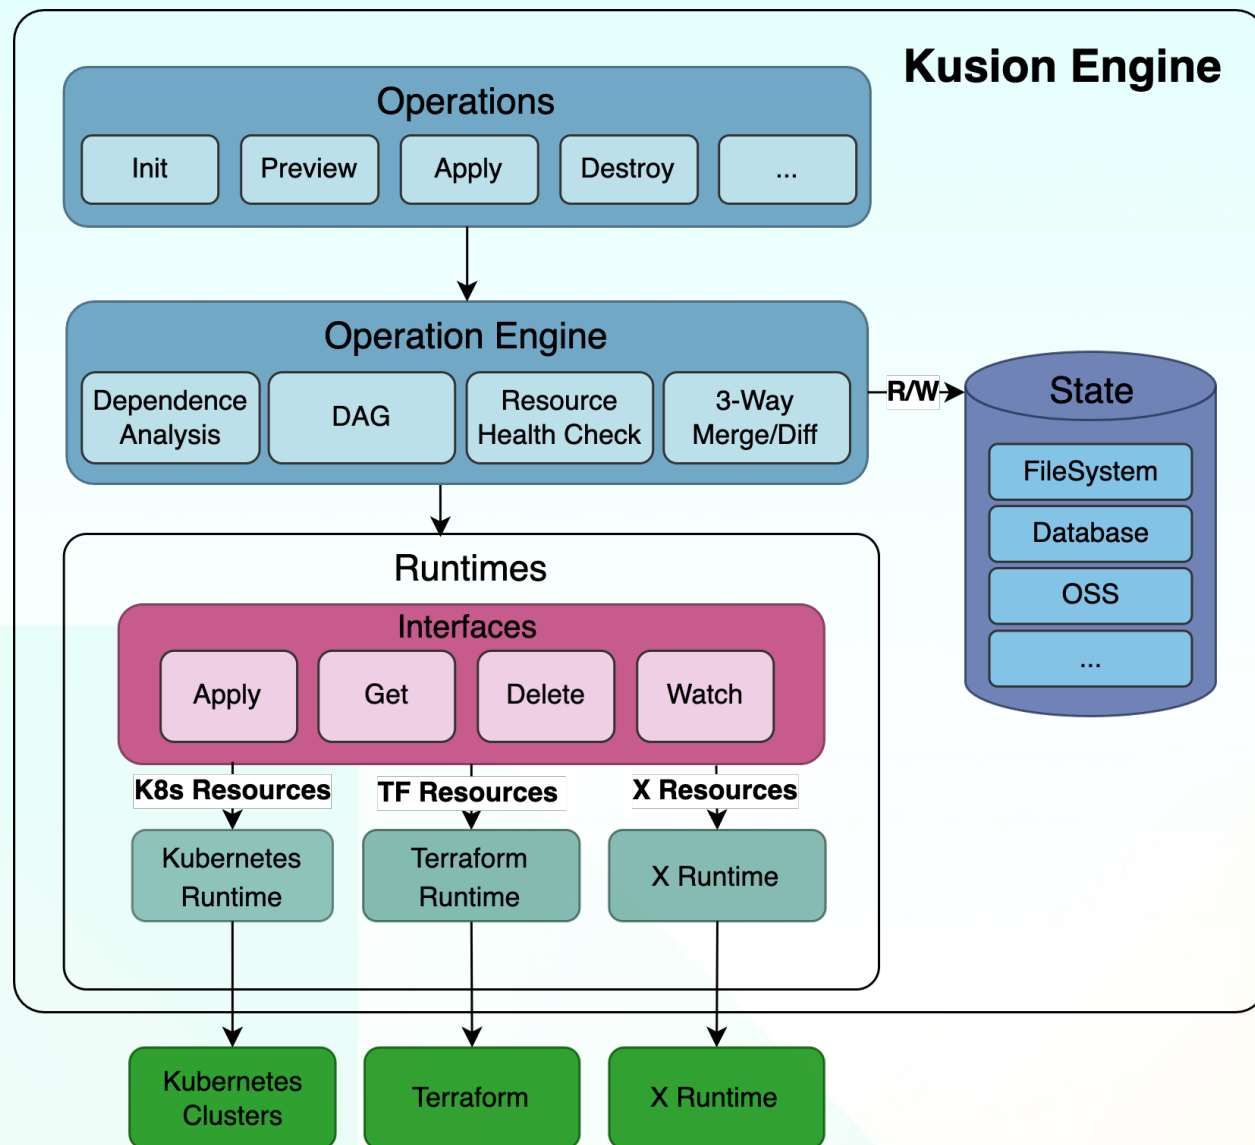 Kusion Engine
Operations
Init
Preview
Apply
Destroy
...
Operation Engine
Dependence
Analysis
DAG
Resource
Health Check
3-Way
Merge/Diff
R/W
State
FileSystem
Database
OSS
...
Runtimes
Interfaces
Apply
Get
Delete
Watch
K8s Resources
TF Resources
X Resources
Kubernetes
Runtime
Terraform
Runtime
X Runtime
Kubernetes
Clusters
Terraform
X Runtime